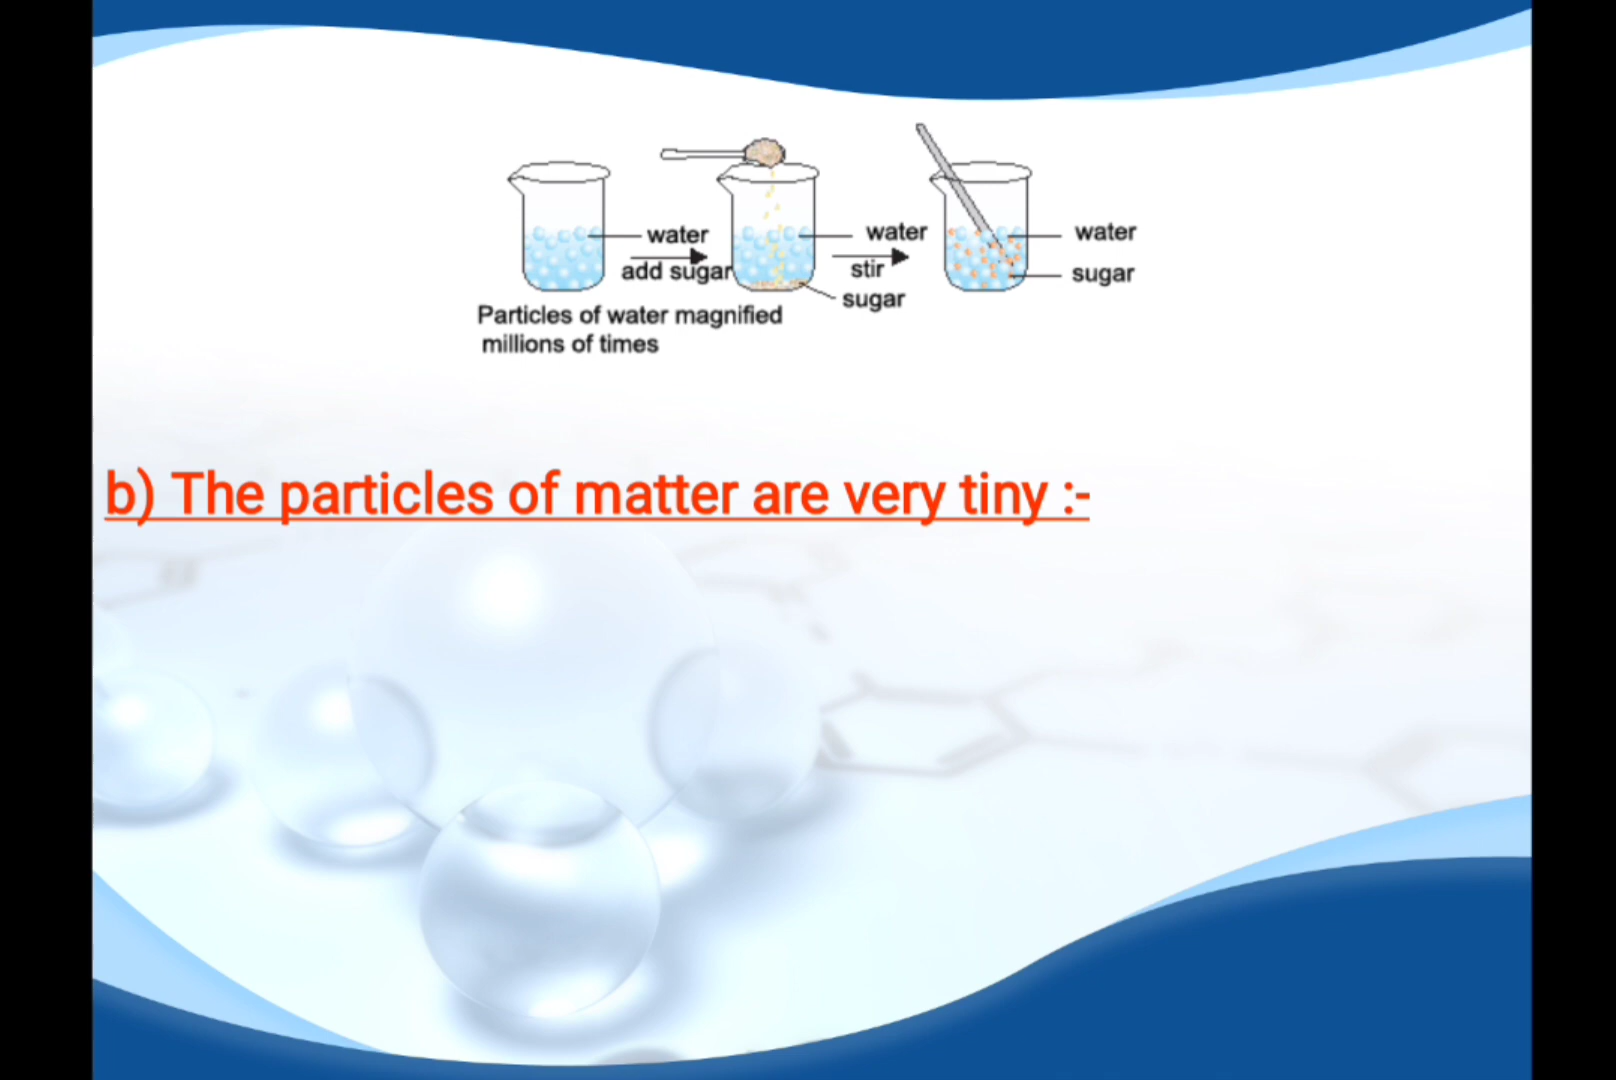 water
add sugar
water
stir
sugar
water
sugar
Particles of water magnified
millions of times
b) The particles of matter are very tiny :-